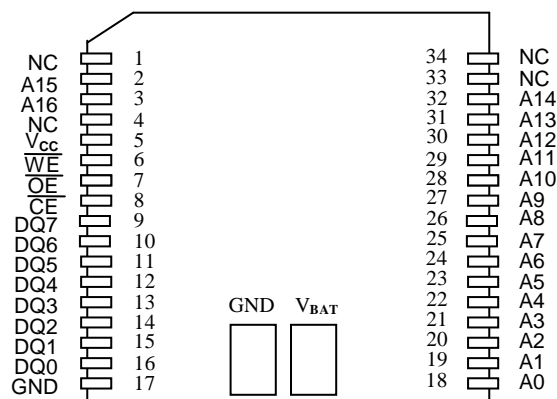 NC 1 34 NC
A15 2 33 NC
A16 3 32 A14
NC 4 31 A13
Vcc 5 30 A12
WE 6 29 A11
OE 7 28 A10
CE 8 27 A9
DQ7 9 26 A8
DQ6 10 25 A7
DQ5 11 24 A6
DQ4 12 23 A5
DQ3 13 22 A4
DQ2 14 21 A3
DQ1 15 20 A2
DQ0 16 19 A1
GND 17 18 A0
GND VBAT